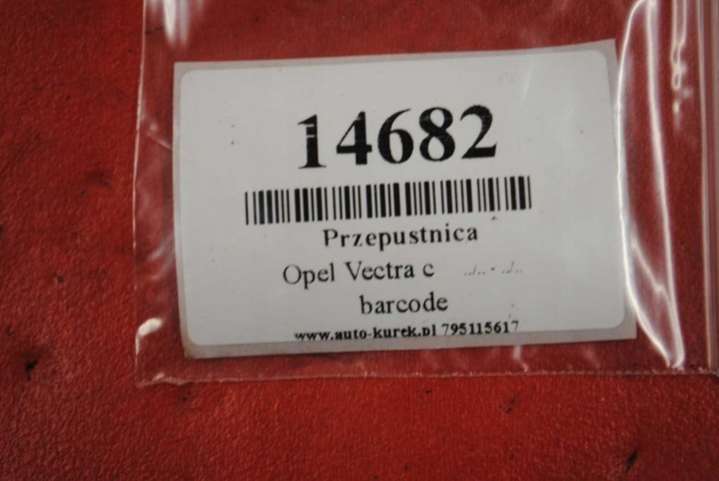 14682
Przepustnica
Opel Vectra c ../.. - ../..
barcode
www.auto-kurek.pl 795115617